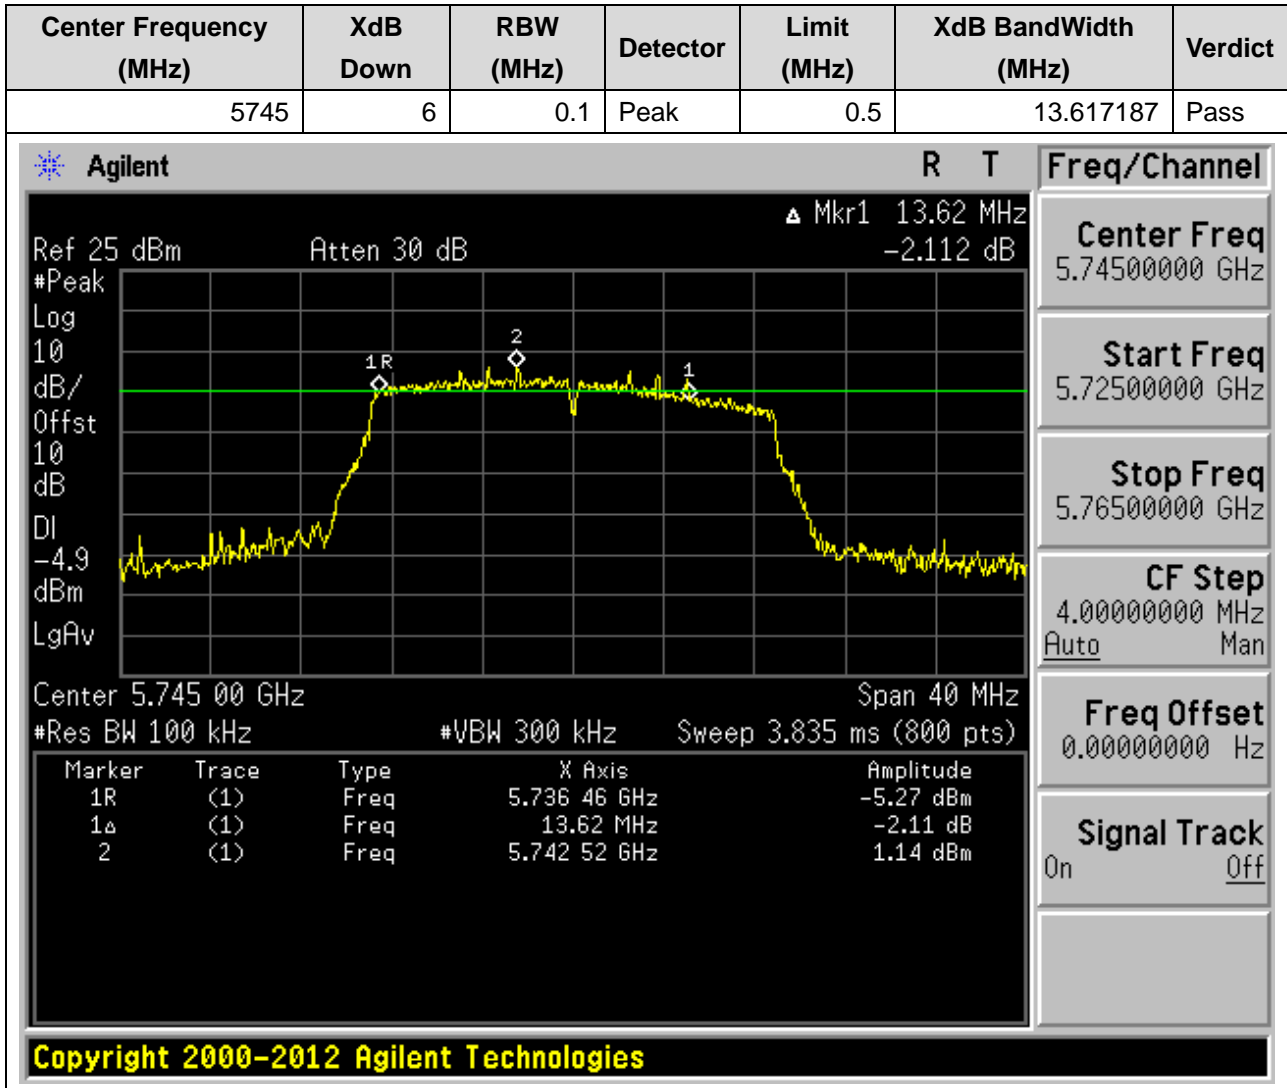 Center Frequency (MHz) XdB Down RBW (MHz) Detector Limit (MHz) XdB BandWidth (MHz) Verdict
5745 6 0.1 Peak 0.5 13.617187 Pass
Agilent R T Freq/Channel
Δ Mkr1 13.62 MHz
Ref 25 dBm Atten 30 dB -2.112 dB
#Peak
Log
10
dB/
Offst
10
dB
DI
-4.9
dBm
LgAv
1R
2
1
Center 5.745 00 GHz Span 40 MHz
#Res BW 100 kHz #VBW 300 kHz Sweep 3.835 ms (800 pts)
Marker Trace Type X Axis Amplitude
1R (1) Freq 5.736 46 GHz -5.27 dBm
1Δ (1) Freq 13.62 MHz -2.11 dB
2 (1) Freq 5.742 52 GHz 1.14 dBm
Center Freq
5.74500000 GHz
Start Freq
5.72500000 GHz
Stop Freq
5.76500000 GHz
CF Step
4.00000000 MHz
Auto Man
Freq Offset
0.00000000 Hz
Signal Track
On Off
Copyright 2000-2012 Agilent Technologies